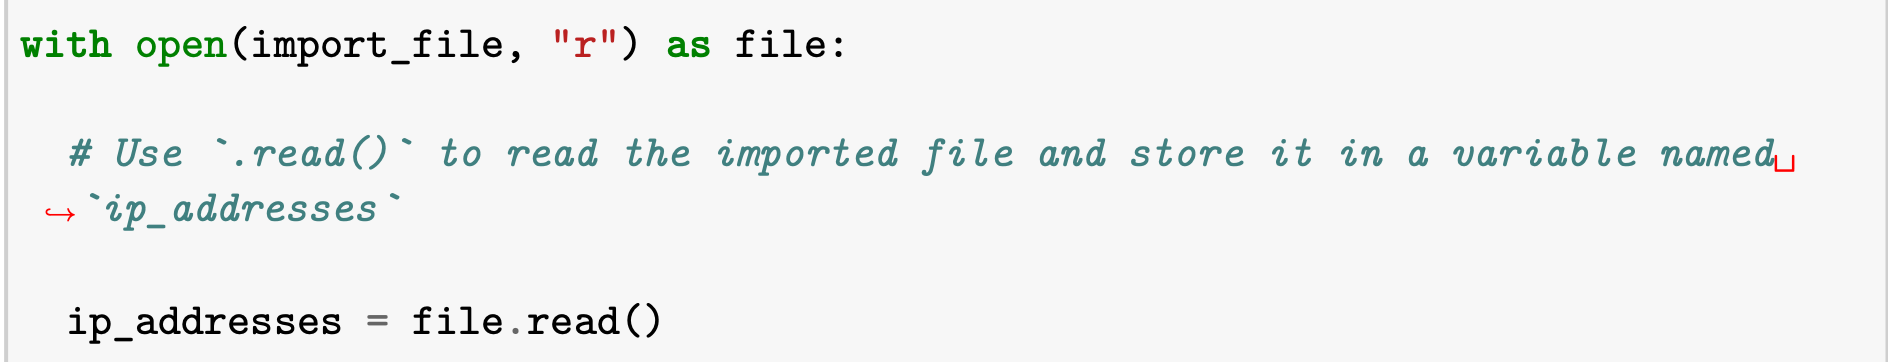 with open(import_file, "r") as file:
# Use `.read()` to read the imported file and store it in a variable named␣
↪`ip_addresses`
ip_addresses = file.read()